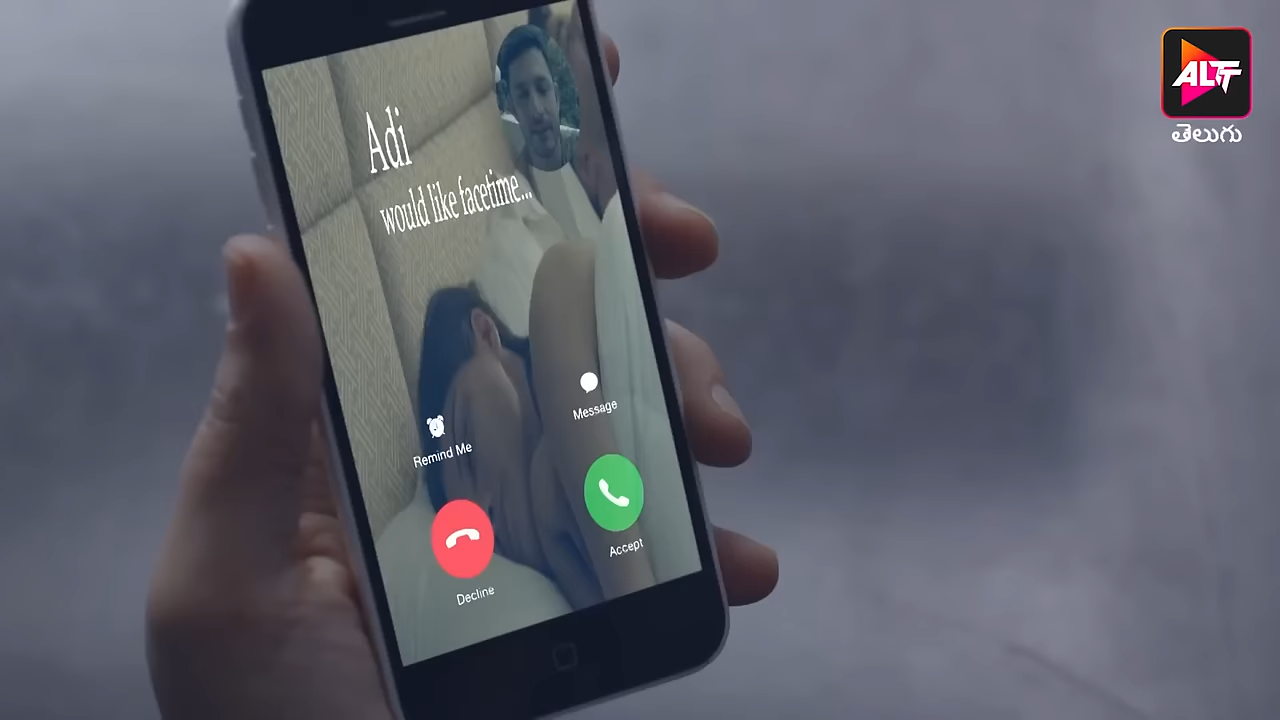 ALTT
తెలుగు
Adi
would like facetime...
Remind Me
Message
Decline
Accept